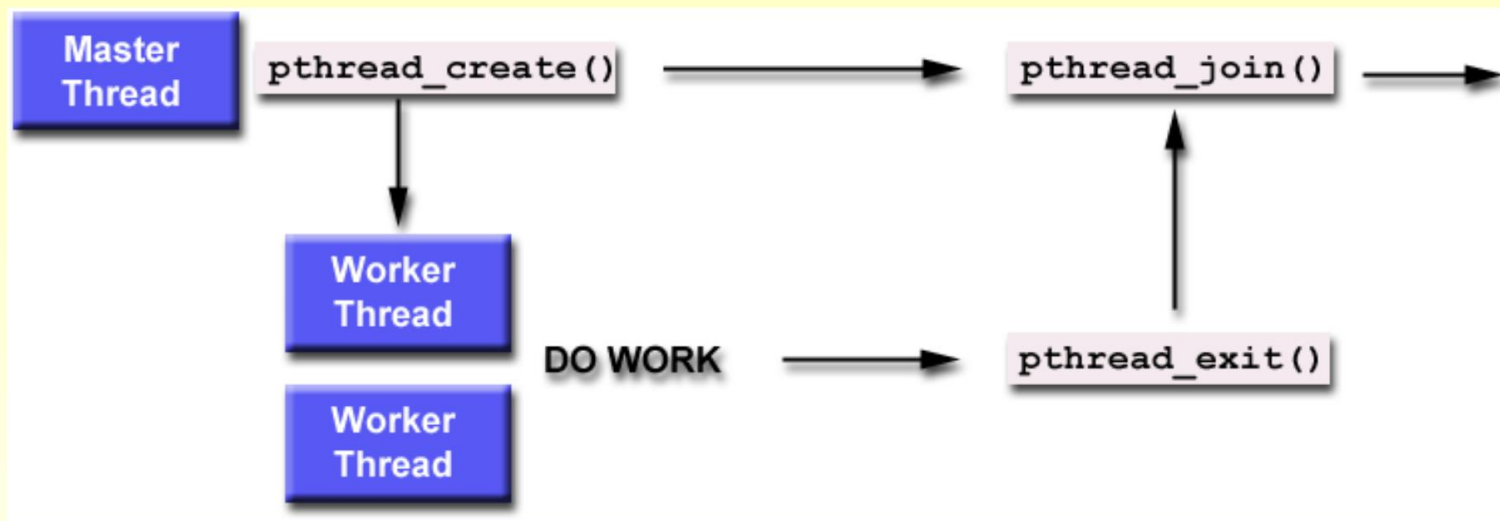 Master
Thread
pthread_create()
pthread_join()
Worker
Thread
DO WORK
pthread_exit()
Worker
Thread